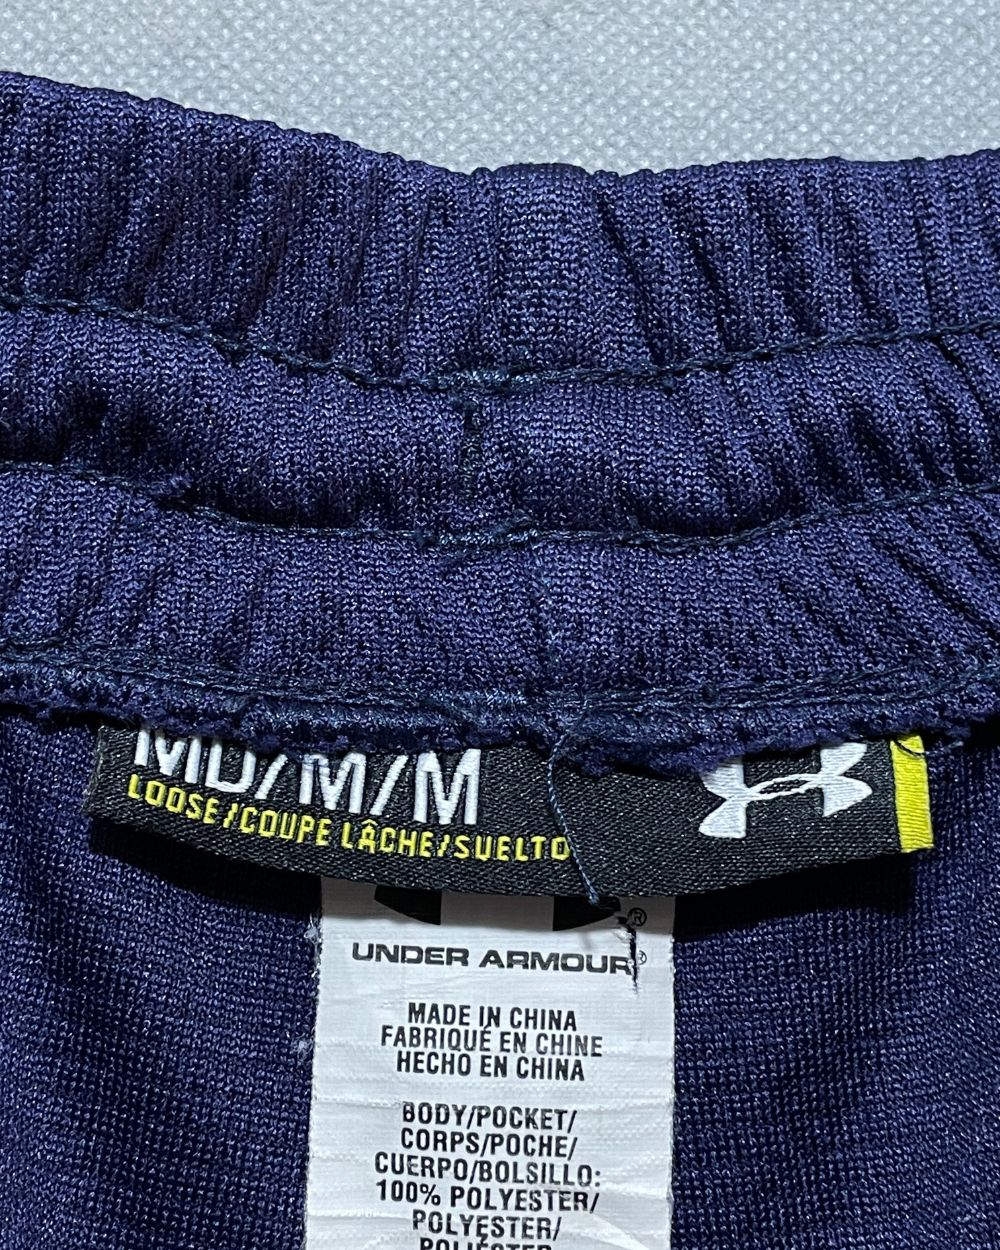 MD/M/M
LOOSE/COUPE LÂCHE/SUELTO
®
UNDER ARMOUR®
MADE IN CHINA
FABRIQUÉ EN CHINE
HECHO EN CHINA
BODY/POCKET/
CORPS/POCHE/
CUERPO/BOLSILLO:
100% POLYESTER/
POLYESTER/
POLIÉSTER